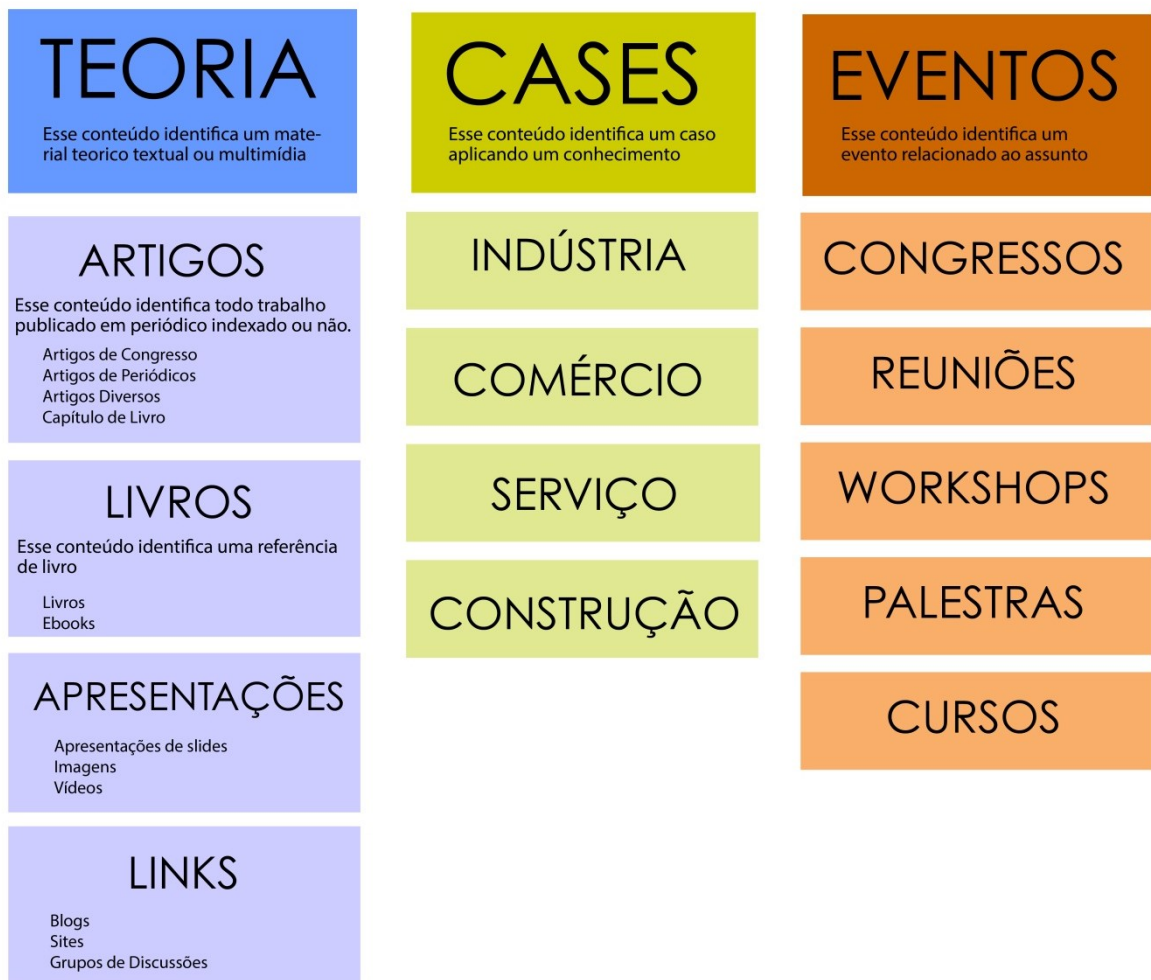 TEORIA
Esse conteúdo identifica um mate-
rial teorico textual ou multimídia
ARTIGOS
Esse conteúdo identifica todo trabalho
publicado em periódico indexado ou não.
Artigos de Congresso
Artigos de Periódicos
Artigos Diversos
Capítulo de Livro
LIVROS
Esse conteúdo identifica uma referência
de livro
Livros
Ebooks
APRESENTAÇÕES
Apresentações de slides
Imagens
Vídeos
LINKS
Blogs
Sites
Grupos de Discussões
CASES
Esse conteúdo identifica um caso
aplicando um conhecimento
INDÚSTRIA
COMÉRCIO
SERVIÇO
CONSTRUÇÃO
EVENTOS
Esse conteúdo identifica um
evento relacionado ao assunto
CONGRESSOS
REUNIÕES
WORKSHOPS
PALESTRAS
CURSOS